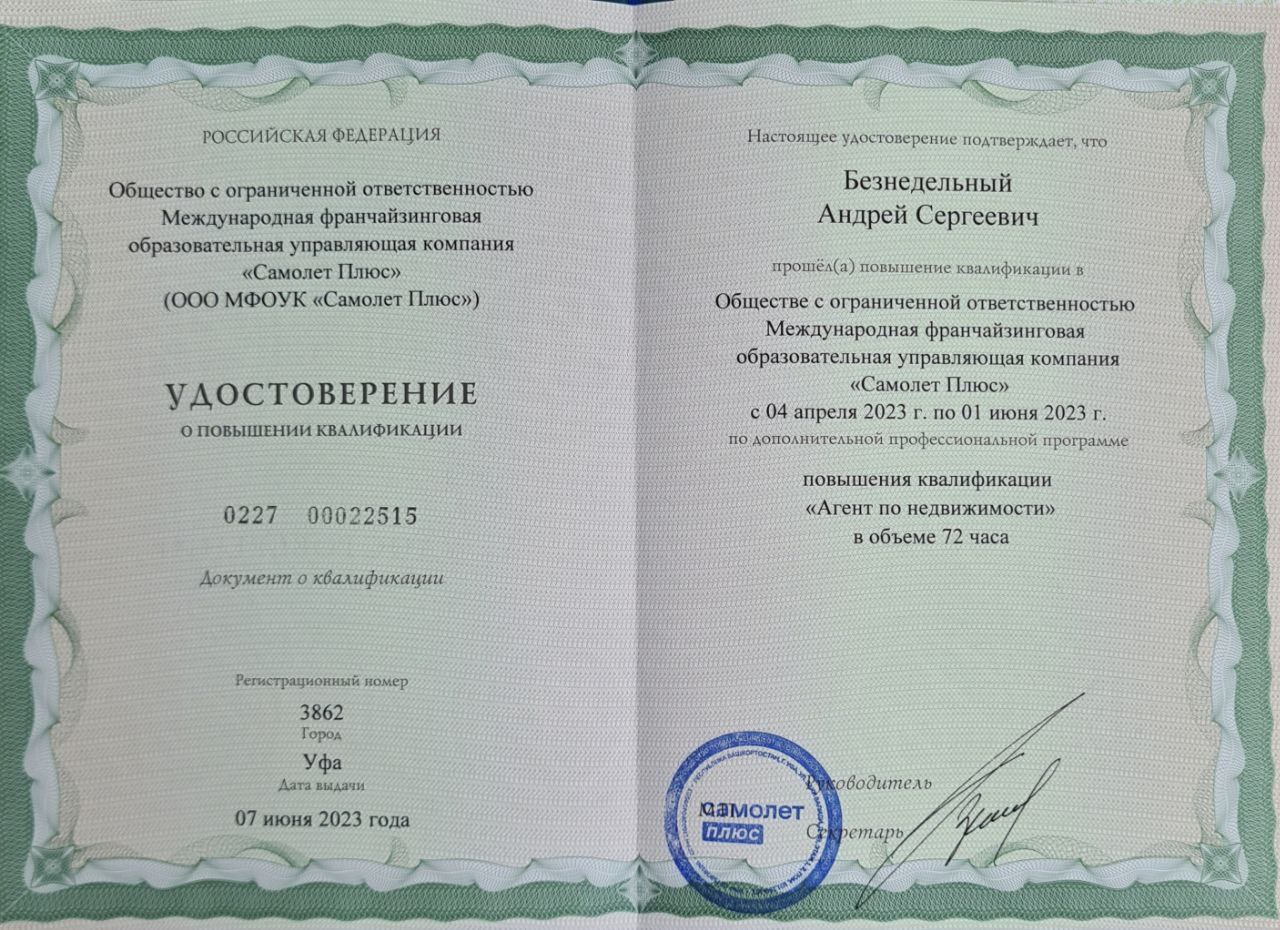 РОССИЙСКАЯ ФЕДЕРАЦИЯ
Общество с ограниченной ответственностью
Международная франчайзинговая
образовательная управляющая компания
«Самолет Плюс»
(ООО МФОУК «Самолет Плюс»)
УДОСТОВЕРЕНИЕ
О ПОВЫШЕНИИ КВАЛИФИКАЦИИ
0227 00022515
Документ о квалификации
Регистрационный номер
3862
Город
Уфа
Дата выдачи
07 июня 2023 года
Настоящее удостоверение подтверждает, что
Безнедельный
Андрей Сергеевич
прошёл(а) повышение квалификации в
Обществе с ограниченной ответственностью
Международная франчайзинговая
образовательная управляющая компания
«Самолет Плюс»
с 04 апреля 2023 г. по 01 июня 2023 г.
по дополнительной профессиональной программе
повышения квалификации
«Агент по недвижимости»
в объеме 72 часа
Руководитель
М.П.
самолет
плюс
Секретарь
РЕСПУБЛИКА БАШКОРТОСТАН, Г. УФА